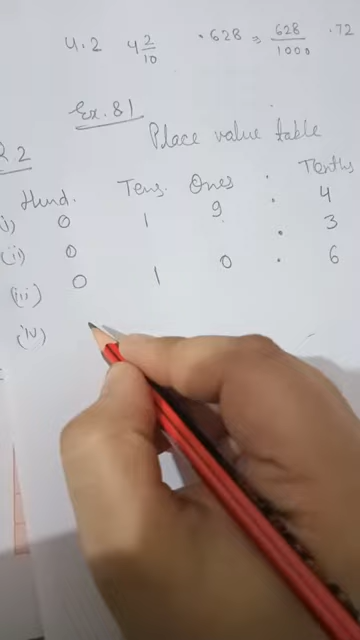 4.2 4 2/10 .628 => 628/1000 .72
Ex. 8.1
Q.2 Place value table
Hund. Tens. Ones . Tenths
(i) 0 1 9 . 4
(ii) 0 . 3
(iii) 0 1 0 . 6
(iv)